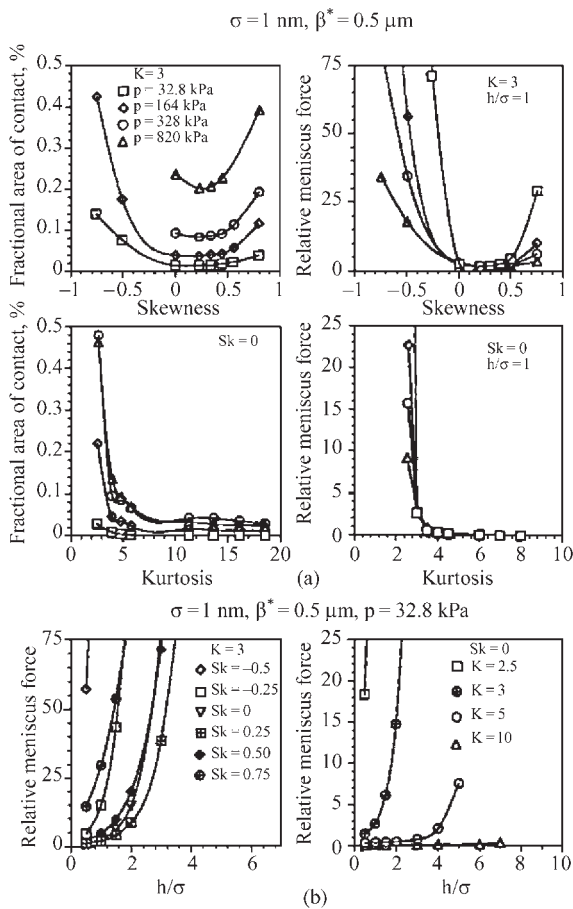 σ = 1 nm, β* = 0.5 μm
(a)
Fractional area of contact, %
0.5
0.4
0.3
0.2
0.1
0
K = 3
p = 32.8 kPa
p = 164 kPa
p = 328 kPa
p = 820 kPa
−1 −0.5 0 0.5 1
Skewness
Relative meniscus force
75
50
25
0
K = 3
h/σ = 1
−1 −0.5 0 0.5 1
Skewness
Fractional area of contact, %
0.5
0.4
0.3
0.2
0.1
0
Sk = 0
0 5 10 15 20
Kurtosis
Relative meniscus force
25
20
15
10
5
0
Sk = 0
h/σ = 1
0 2 4 6 8 10
Kurtosis
(a)
σ = 1 nm, β* = 0.5 μm, p = 32.8 kPa
Relative meniscus force
75
50
25
0
K = 3
Sk = −0.5
Sk = −0.25
Sk = 0
Sk = 0.25
Sk = 0.50
Sk = 0.75
0 2 4 6
h/σ
Relative meniscus force
25
20
15
10
5
0
Sk = 0
K = 2.5
K = 3
K = 5
K = 10
0 2 4 6 8 10
h/σ
(b)